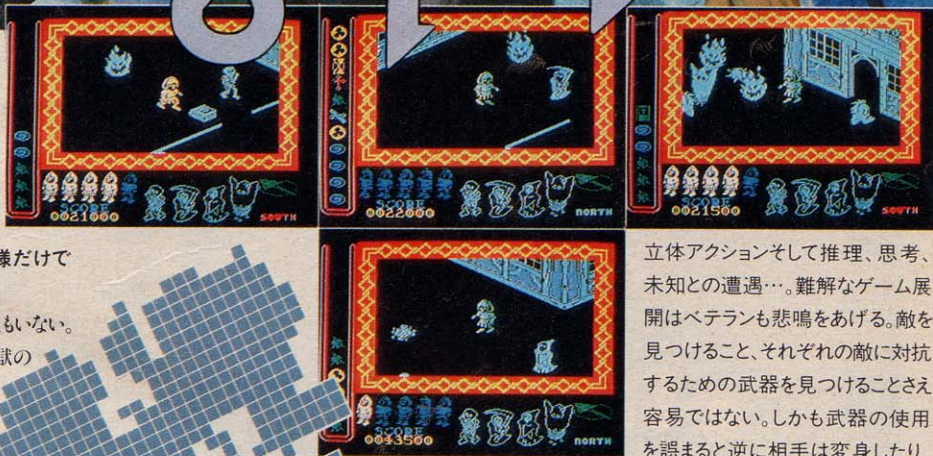 SCORE
0021000
SOUTH
SCORE
0022000
NORTH
SCORE
0021500
SOUTH
様だけで
もいない。
獣の
SCORE
0043500
NORTH
立体アクションそして推理、思考、
未知との遭遇…。難解なゲーム展
開はベテランも悲鳴をあげる。敵を
見つけること、それぞれの敵に対抗
するための武器を見つけることさえ
容易ではない。しかも武器の使用
を誤まると逆に相手は変身したり、